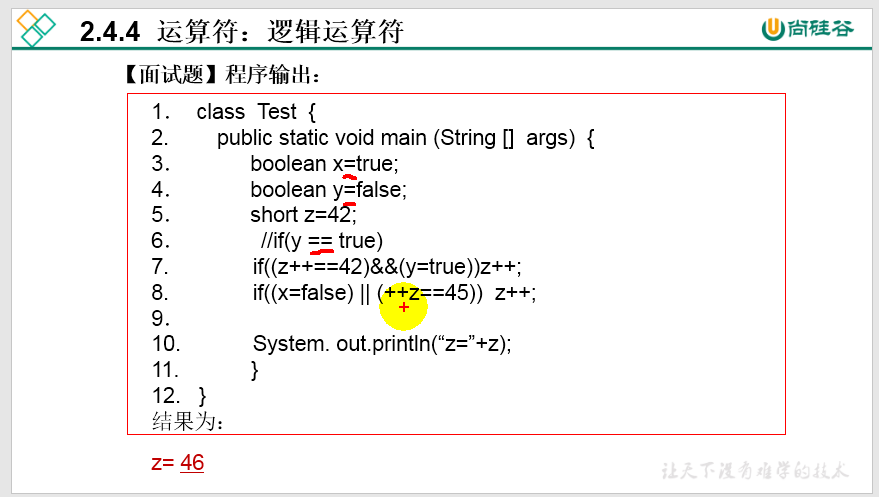 2.4.4 运算符：逻辑运算符
尚硅谷
【面试题】程序输出：
1. class Test {
2. public static void main (String [] args) {
3. boolean x=true;
4. boolean y=false;
5. short z=42;
6. //if(y == true)
7. if((z++==42)&&(y=true))z++;
8. if((x=false) || (++z==45)) z++;
9.
10. System. out.println(“z=”+z);
11. }
12. }
结果为：
z= 46
让天下没有难学的技术